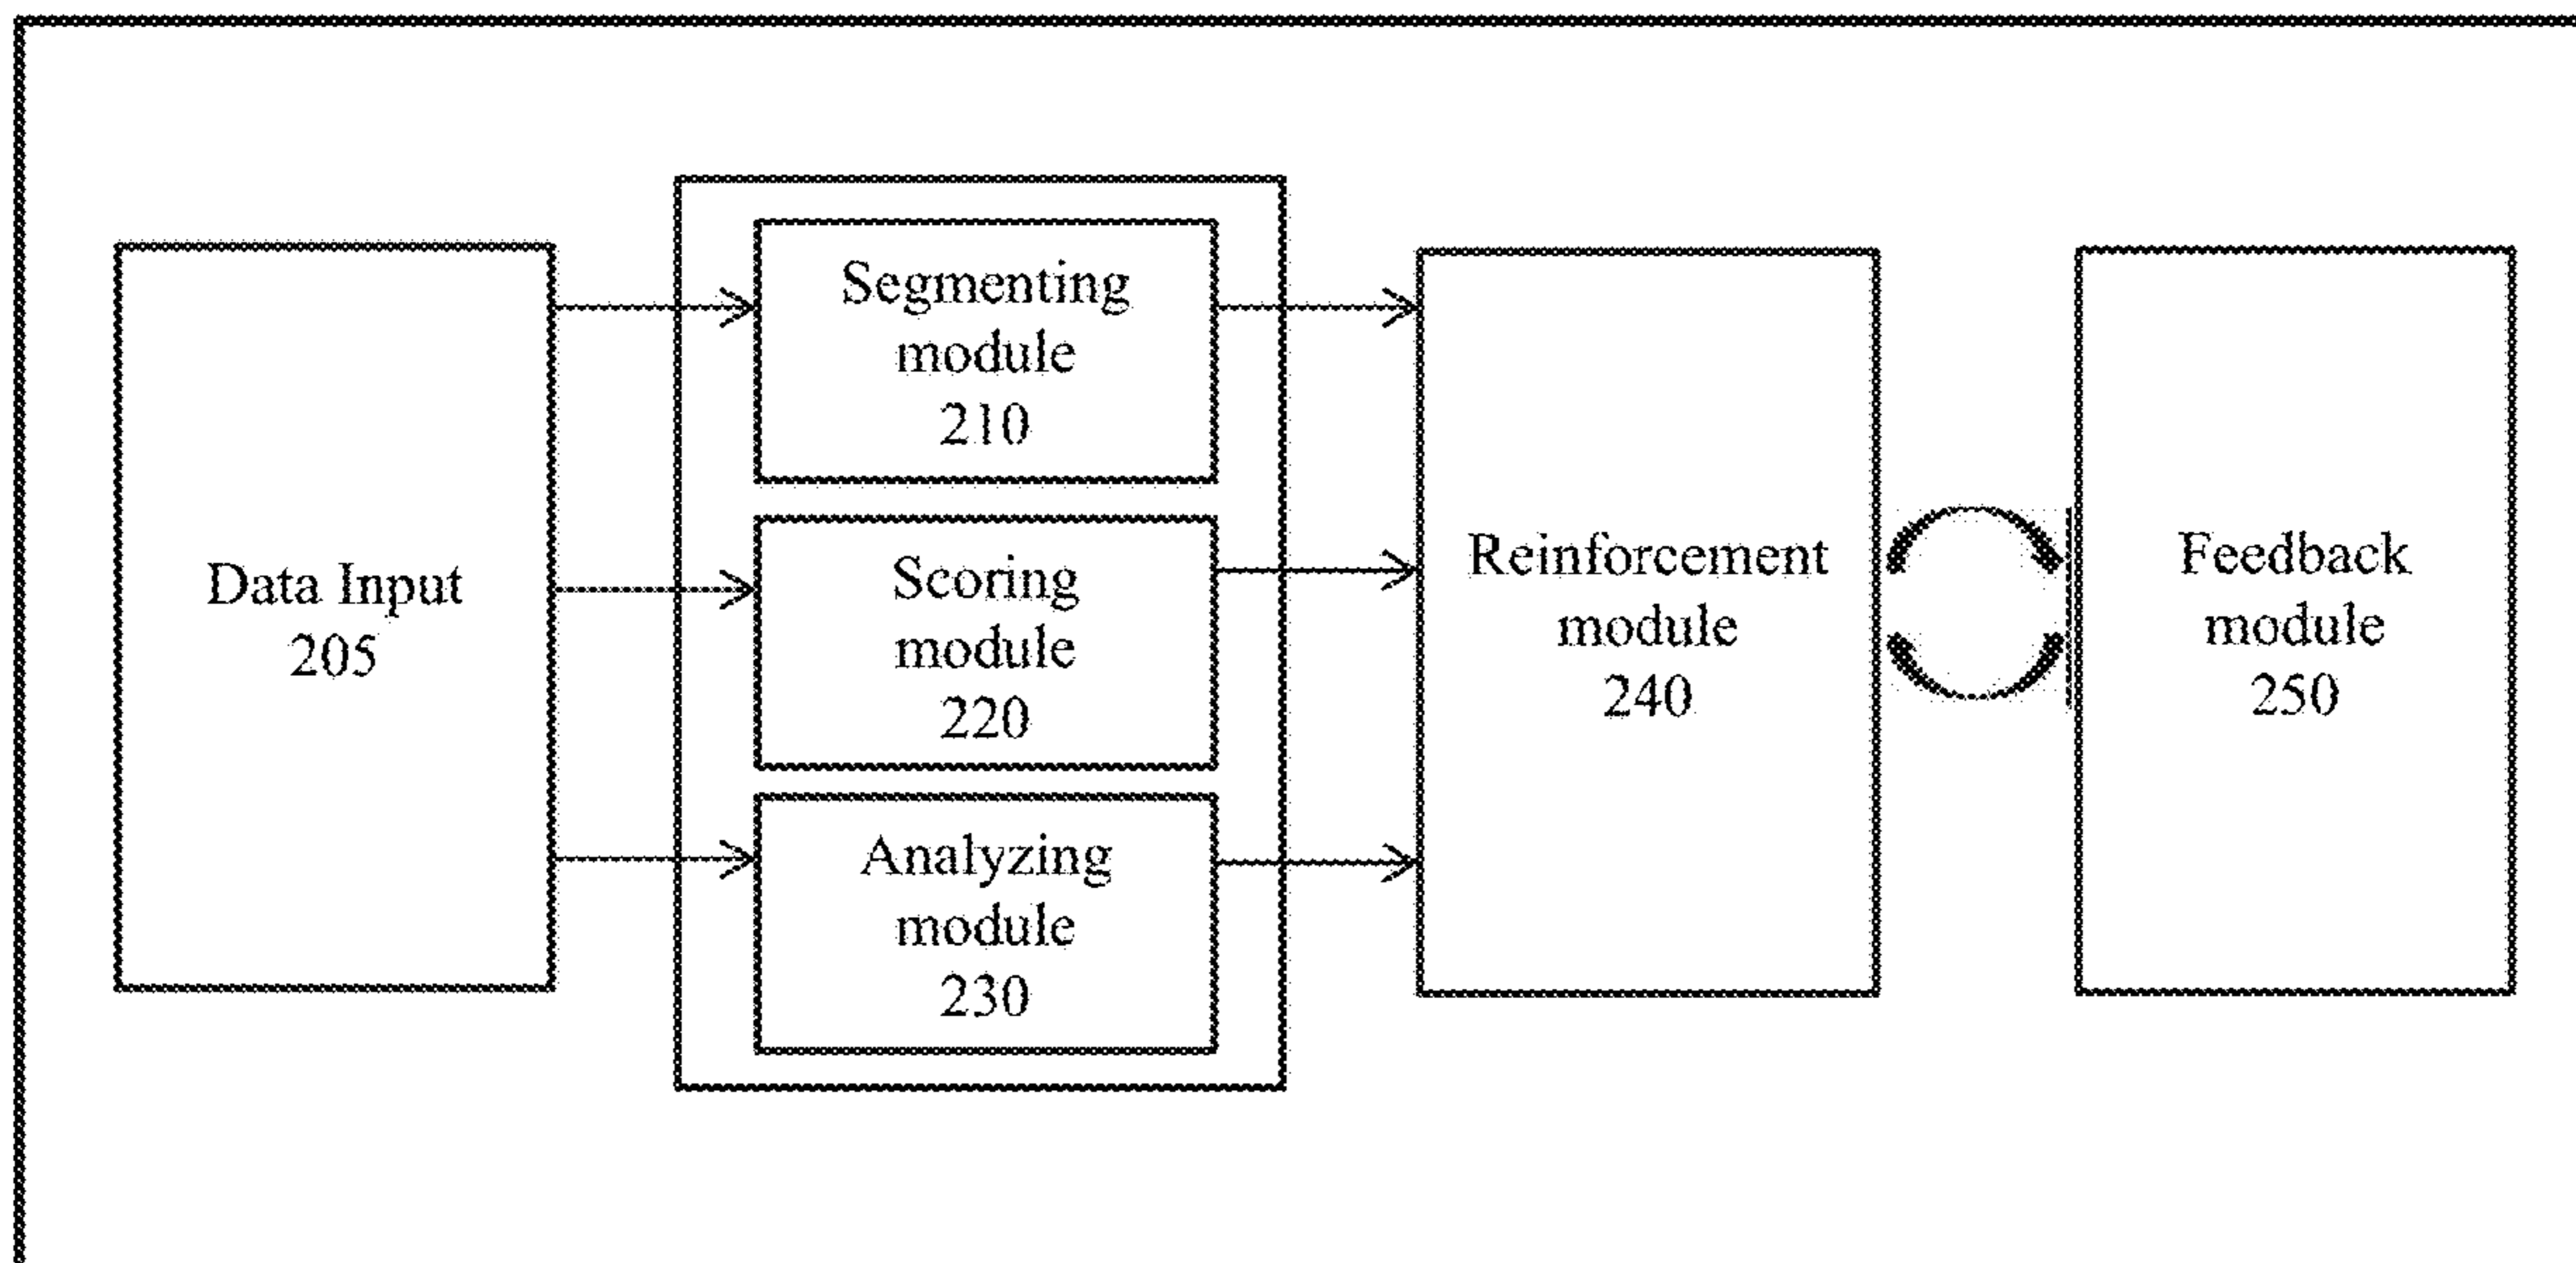 Data Input
205
Segmenting
module
210
Scoring
module
220
Analyzing
module
230
Reinforcement
module
240
Feedback
module
250